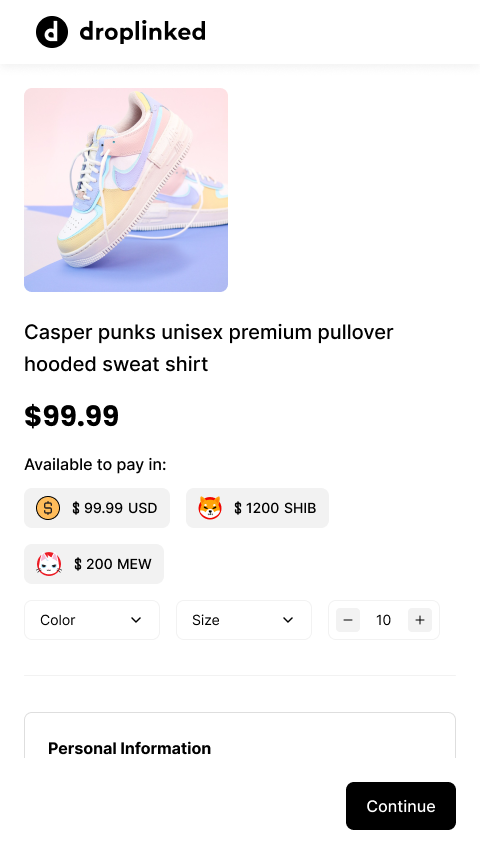 droplinked
Casper punks unisex premium pullover
hooded sweat shirt
$99.99
Available to pay in:
$ 99.99 USD
$ 1200 SHIB
$ 200 MEW
Color
Size
10
Personal Information
Continue